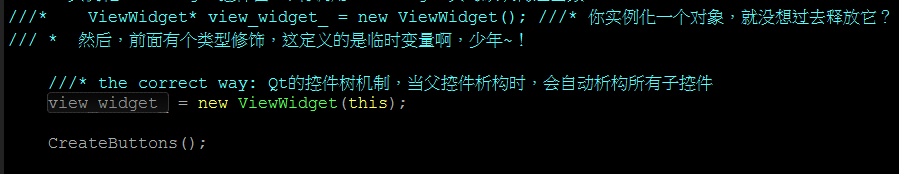 ///*    ViewWidget* view_widget_ = new ViewWidget(); ///* 你实例化一个对象，就没想过去释放它？
/// *  然后，前面有个类型修饰，这定义的是临时变量啊，少年~！
///* the correct way: Qt的控件树机制，当父控件析构时，会自动析构所有子控件
view_widget_ = new ViewWidget(this);
CreateButtons();